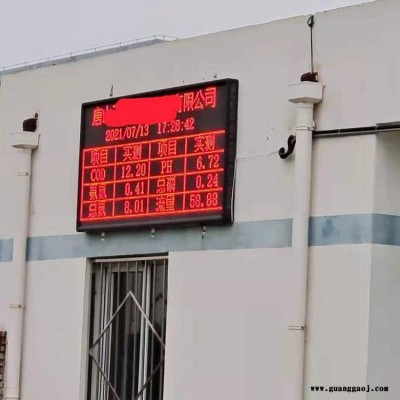 唐 有限公司
2021/07/13 17:28:42
项目 实测 项目 实测
COD 12.20 PH 6.72
氨氮 0.41 总磷 0.24
总氮 8.01 流量 59.88
www.guanggaoj.com